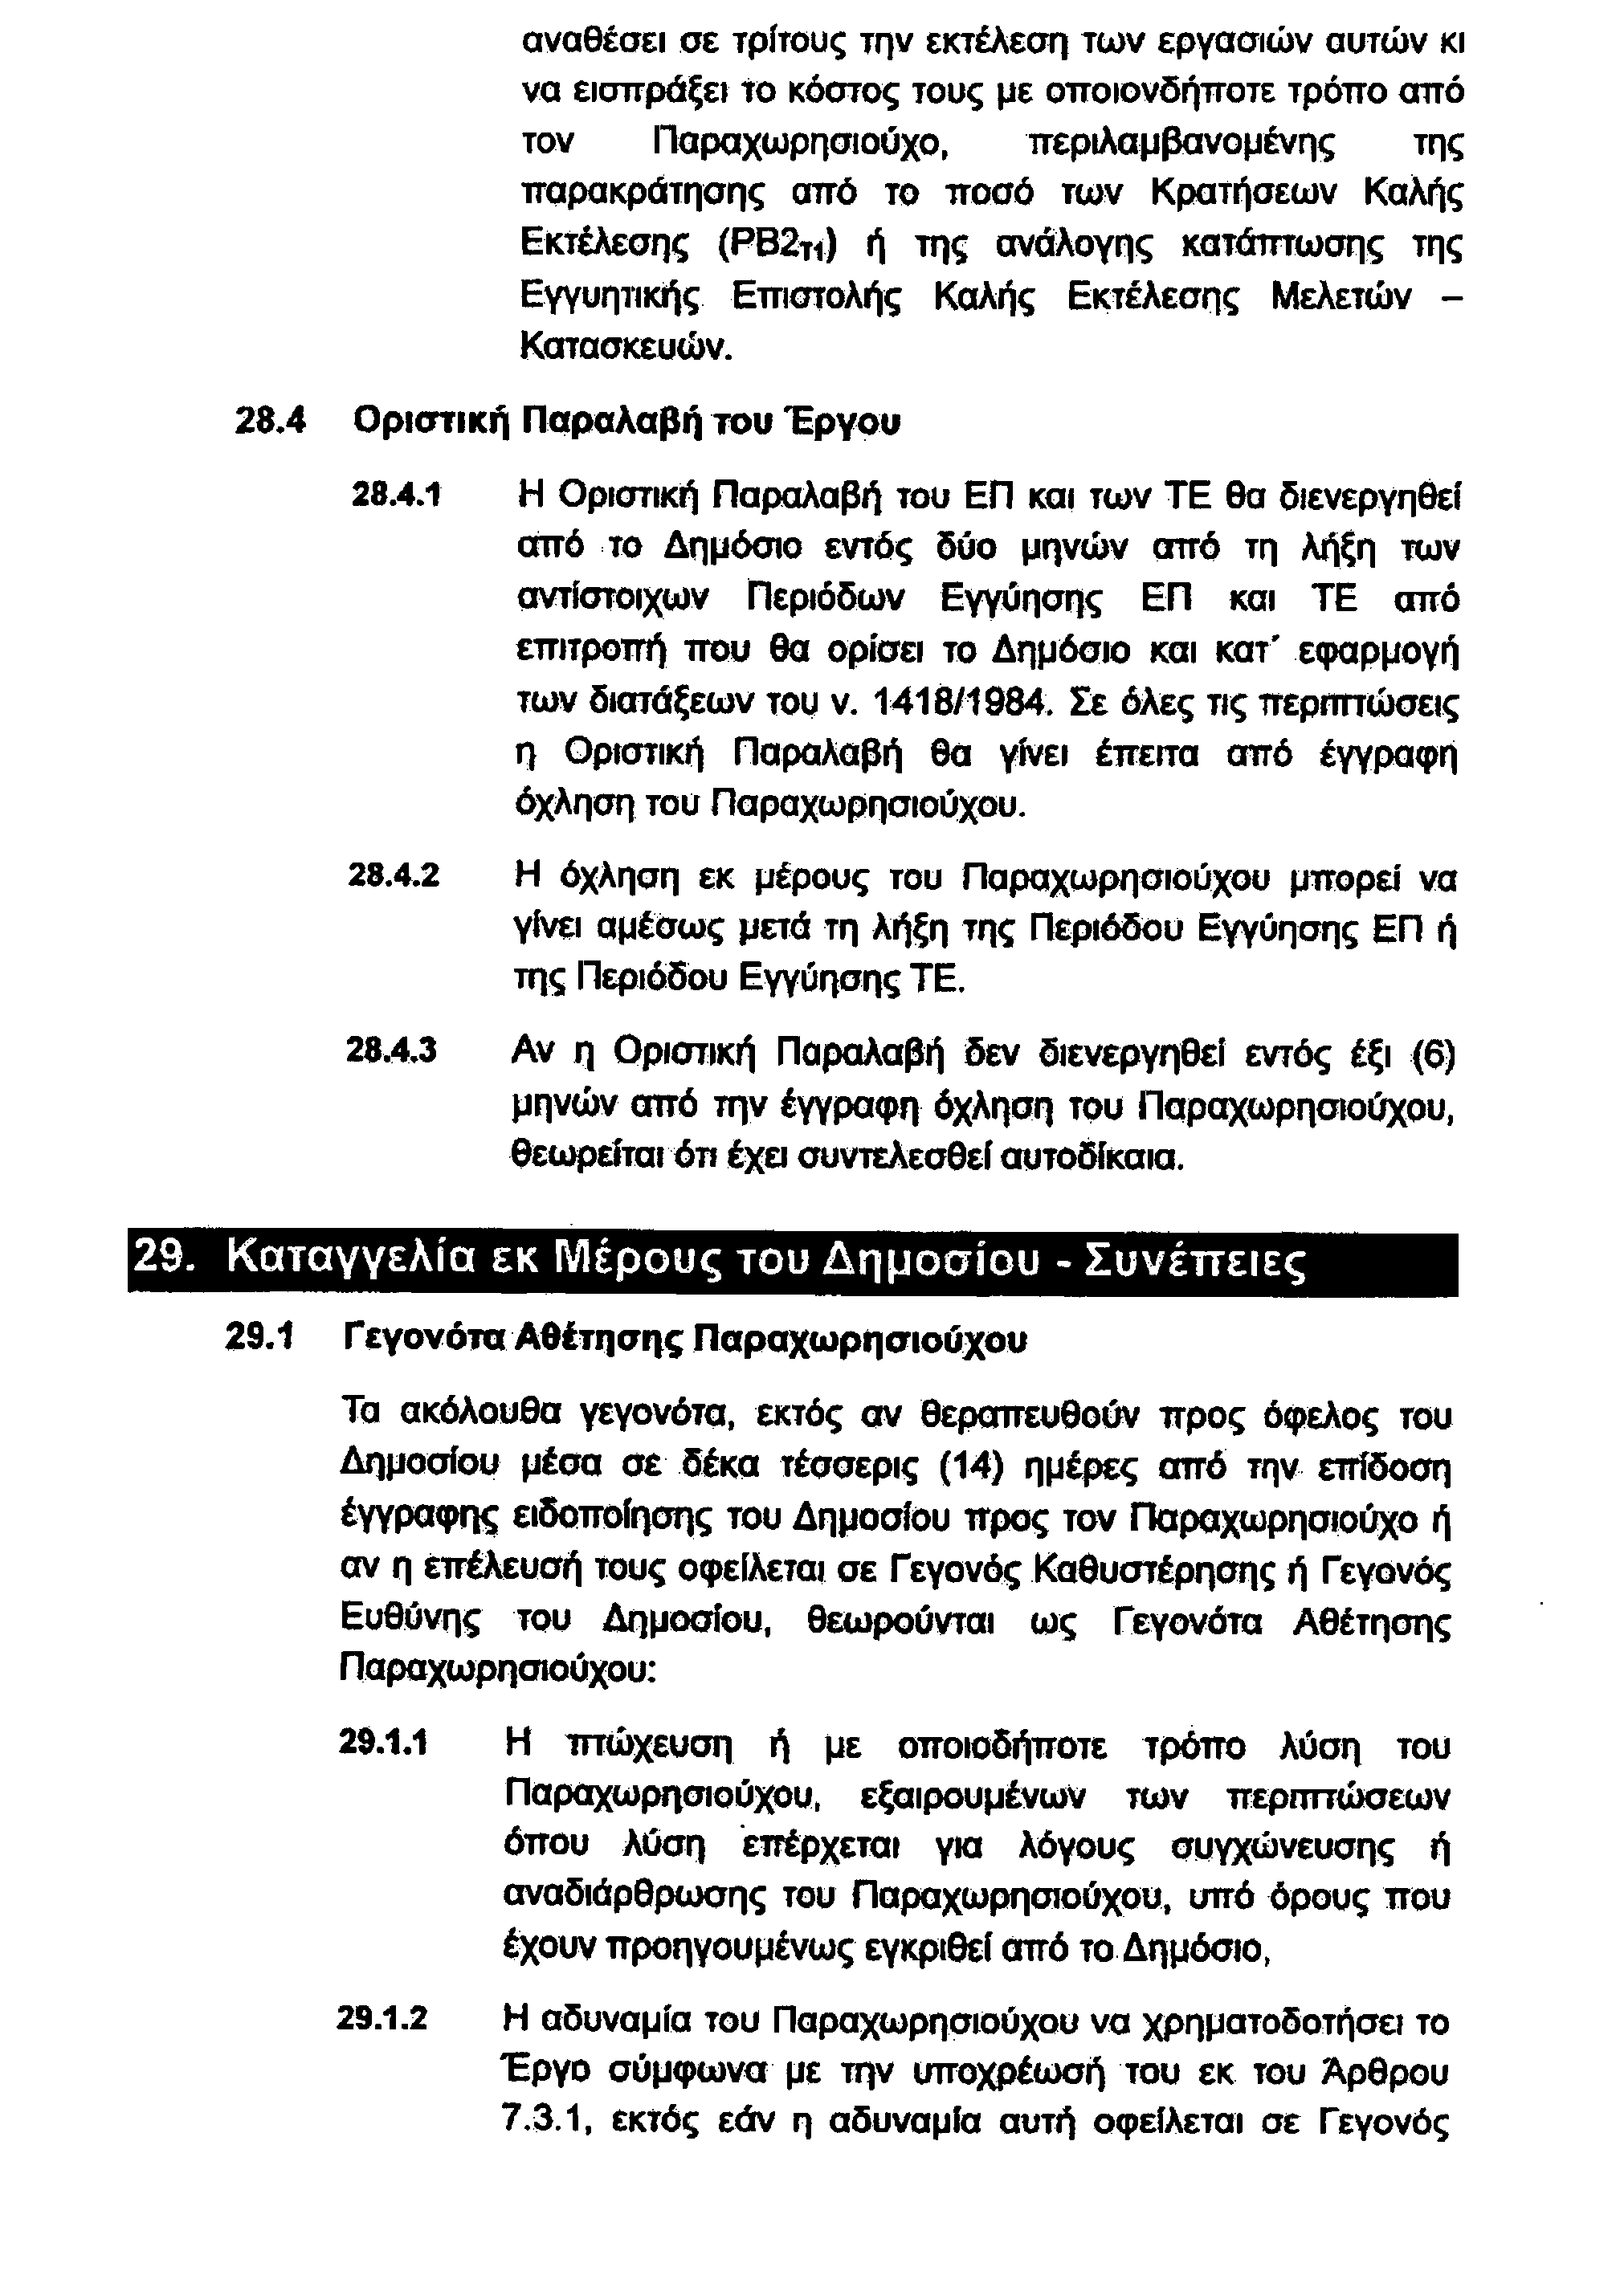 αναθέσει σε τρίτους την εκτέλεση των εργασιών αυτών κι
να εισπράξει το κόστος τους με οποιονδήποτε τρόπο από
τον Παραχωρησιούχο, περιλαμβανομένης της
παρακράτησης από το ποσό των Κρατήσεων Καλής
Εκτέλεσης (PB2T1) ή της ανάλογης κατάπτωσης της
Εγγυητικής Επιστολής Καλής Εκτέλεσης Μελετών –
Κατασκευών.
28.4 Οριστική Παραλαβή του Έργου
28.4.1 Η Οριστική Παραλαβή του ΕΠ και των ΤΕ θα διενεργηθεί
από το Δημόσιο εντός δύο μηνών από τη λήξη των
αντίστοιχων Περιόδων Εγγύησης ΕΠ και ΤΕ από
επιτροπή που θα ορίσει το Δημόσιο και κατ΄ εφαρμογή
των διατάξεων του ν. 1418/1984. Σε όλες τις περιπτώσεις
η Οριστική Παραλαβή θα γίνει έπειτα από έγγραφη
όχληση του Παραχωρησιούχου.
28.4.2 Η όχληση εκ μέρους του Παραχωρησιούχου μπορεί να
γίνει αμέσως μετά τη λήξη της Περιόδου Εγγύησης ΕΠ ή
της Περιόδου Εγγύησης ΤΕ.
28.4.3 Αν η Οριστική Παραλαβή δεν διενεργηθεί εντός έξι (6)
μηνών από την έγγραφη όχληση του Παραχωρησιούχου,
θεωρείται ότι έχει συντελεσθεί αυτοδίκαια.
29. Καταγγελία εκ Μέρους του Δημοσίου - Συνέπειες
29.1 Γεγονότα Αθέτησης Παραχωρησιούχου
Τα ακόλουθα γεγονότα, εκτός αν θεραπευθούν προς όφελος του
Δημοσίου μέσα σε δέκα τέσσερις (14) ημέρες από την επίδοση
έγγραφης ειδοποίησης του Δημοσίου προς τον Παραχωρησιούχο ή
αν η επέλευσή τους οφείλεται σε Γεγονός Καθυστέρησης ή Γεγονός
Ευθύνης του Δημοσίου, θεωρούνται ως Γεγονότα Αθέτησης
Παραχωρησιούχου:
29.1.1 Η πτώχευση ή με οποιοδήποτε τρόπο λύση του
Παραχωρησιούχου, εξαιρουμένων των περιπτώσεων
όπου λύση επέρχεται για λόγους συγχώνευσης ή
αναδιάρθρωσης του Παραχωρησιούχου, υπό όρους που
έχουν προηγουμένως εγκριθεί από το Δημόσιο,
29.1.2 Η αδυναμία του Παραχωρησιούχου να χρηματοδοτήσει το
Έργο σύμφωνα με την υποχρέωσή του εκ του Άρθρου
7.3.1, εκτός εάν η αδυναμία αυτή οφείλεται σε Γεγονός